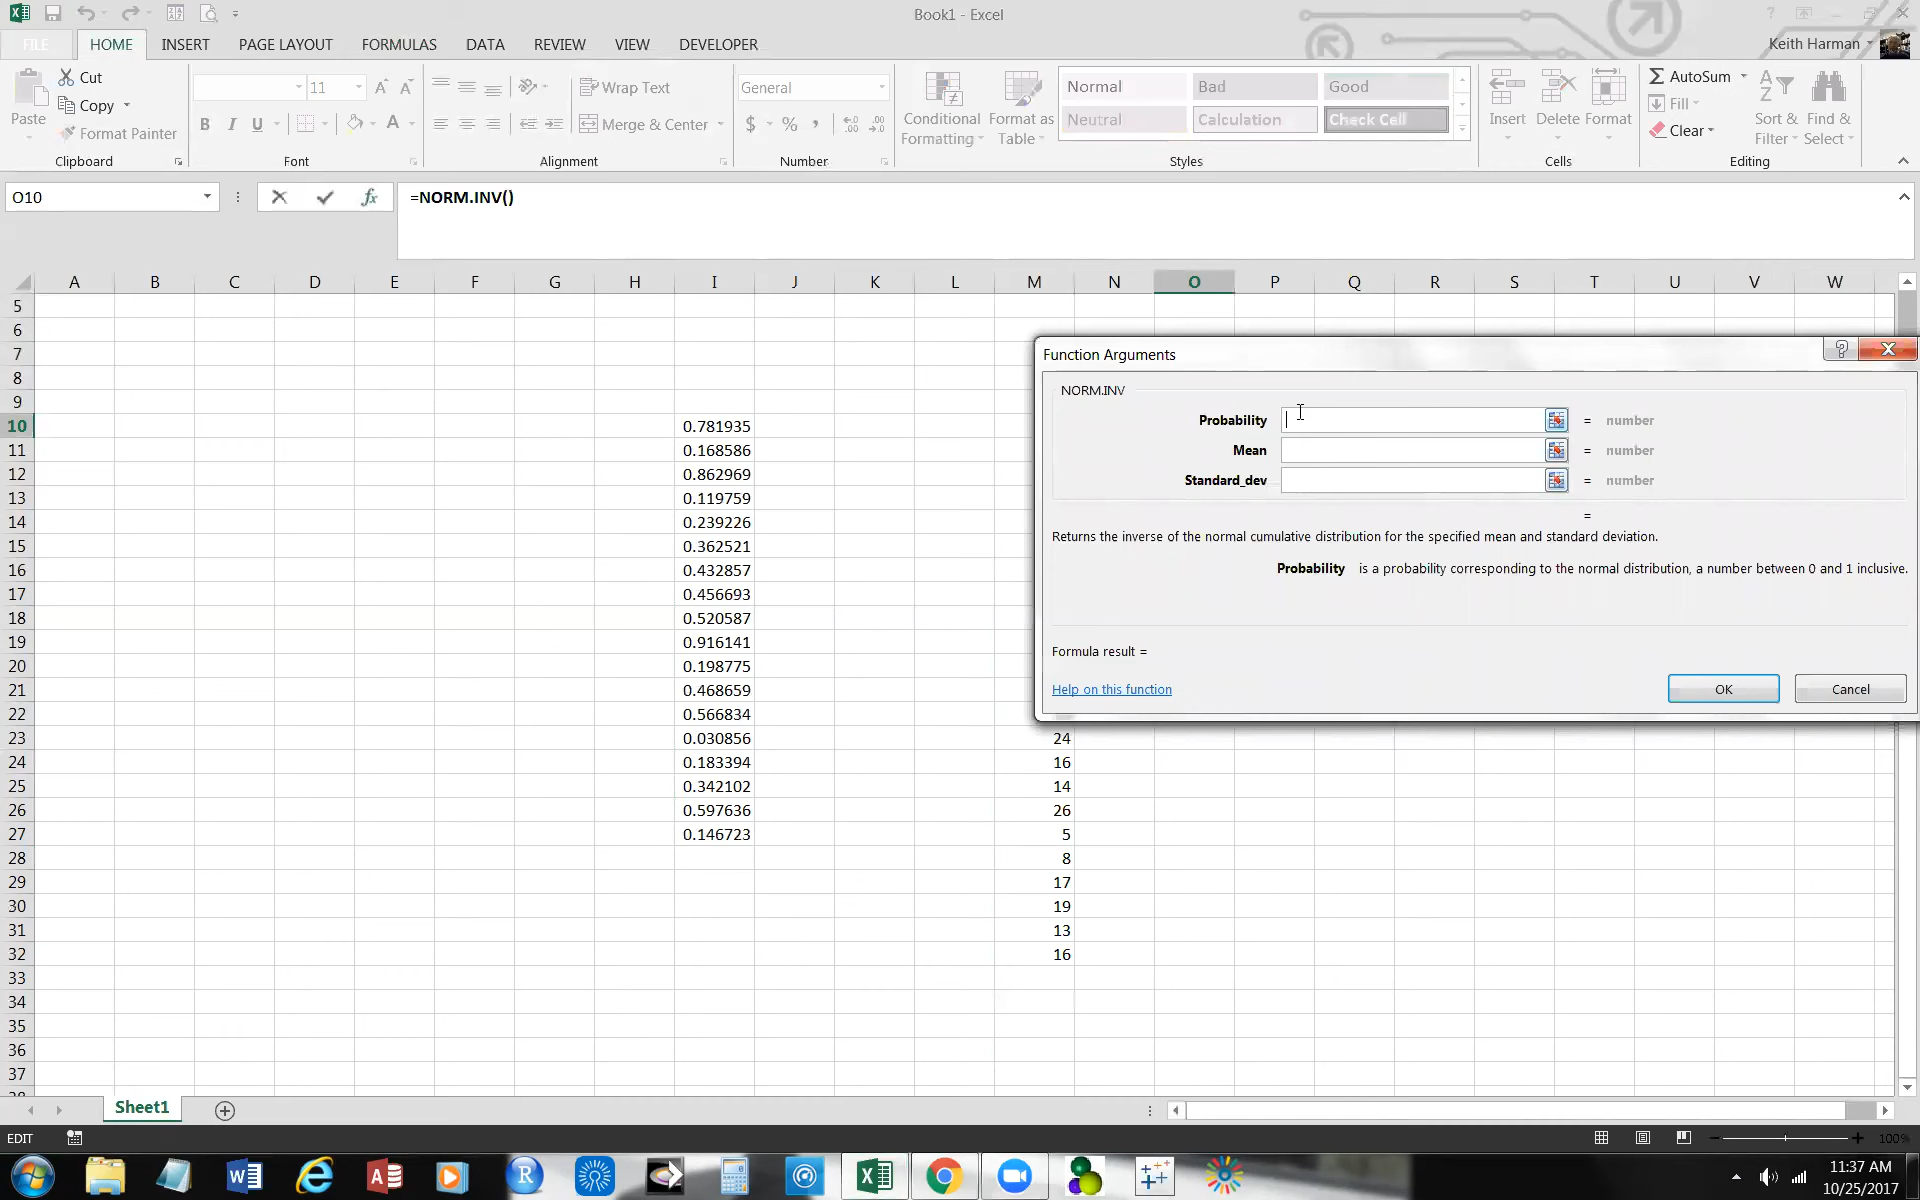 Book1 - Excel
FILE HOME INSERT PAGE LAYOUT FORMULAS DATA REVIEW VIEW DEVELOPER
Keith Harman
Paste
Cut
Copy
Format Painter
Clipboard
11
B I U
Font
Wrap Text
Merge & Center
Alignment
General
$ % ,
Number
Conditional Formatting
Format as Table
Normal Bad Good
Neutral Calculation Check Cell
Styles
Insert Delete Format
Cells
AutoSum
Fill
Clear
Sort & Filter
Find & Select
Editing
O10
=NORM.INV()
A B C D E F G H I J K L M N O P Q R S T U V W
5
6
7
8
9
10 0.781935
11 0.168586
12 0.862969
13 0.119759
14 0.239226
15 0.362521
16 0.432857
17 0.456693
18 0.520587
19 0.916141
20 0.198775
21 0.468659
22 0.566834
23 0.030856 24
24 0.183394 16
25 0.342102 14
26 0.597636 26
27 0.146723 5
28 8
29 17
30 19
31 13
32 16
33
34
35
36
37
Function Arguments
NORM.INV
Probability = number
Mean = number
Standard_dev = number
=
Returns the inverse of the normal cumulative distribution for the specified mean and standard deviation.
Probability is a probability corresponding to the normal distribution, a number between 0 and 1 inclusive.
Formula result =
Help on this function
OK Cancel
Sheet1
EDIT
100%
11:37 AM
10/25/2017